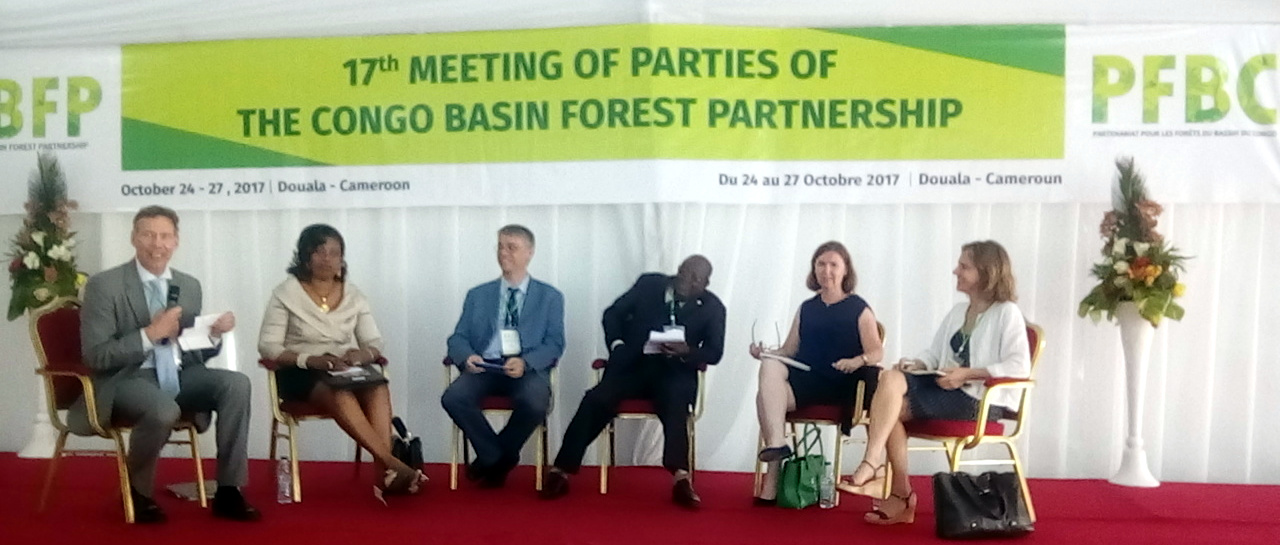 17th MEETING OF PARTIES OF
THE CONGO BASIN FOREST PARTNERSHIP
BFP
IN FOREST PARTNERSHIP
PFBC
PARTENARIAT POUR LES FORÊTS DU BASSIN DU CONGO
October 24 - 27 , 2017 | Douala - Cameroon
Du 24 au 27 Octobre 2017 | Douala - Cameroun